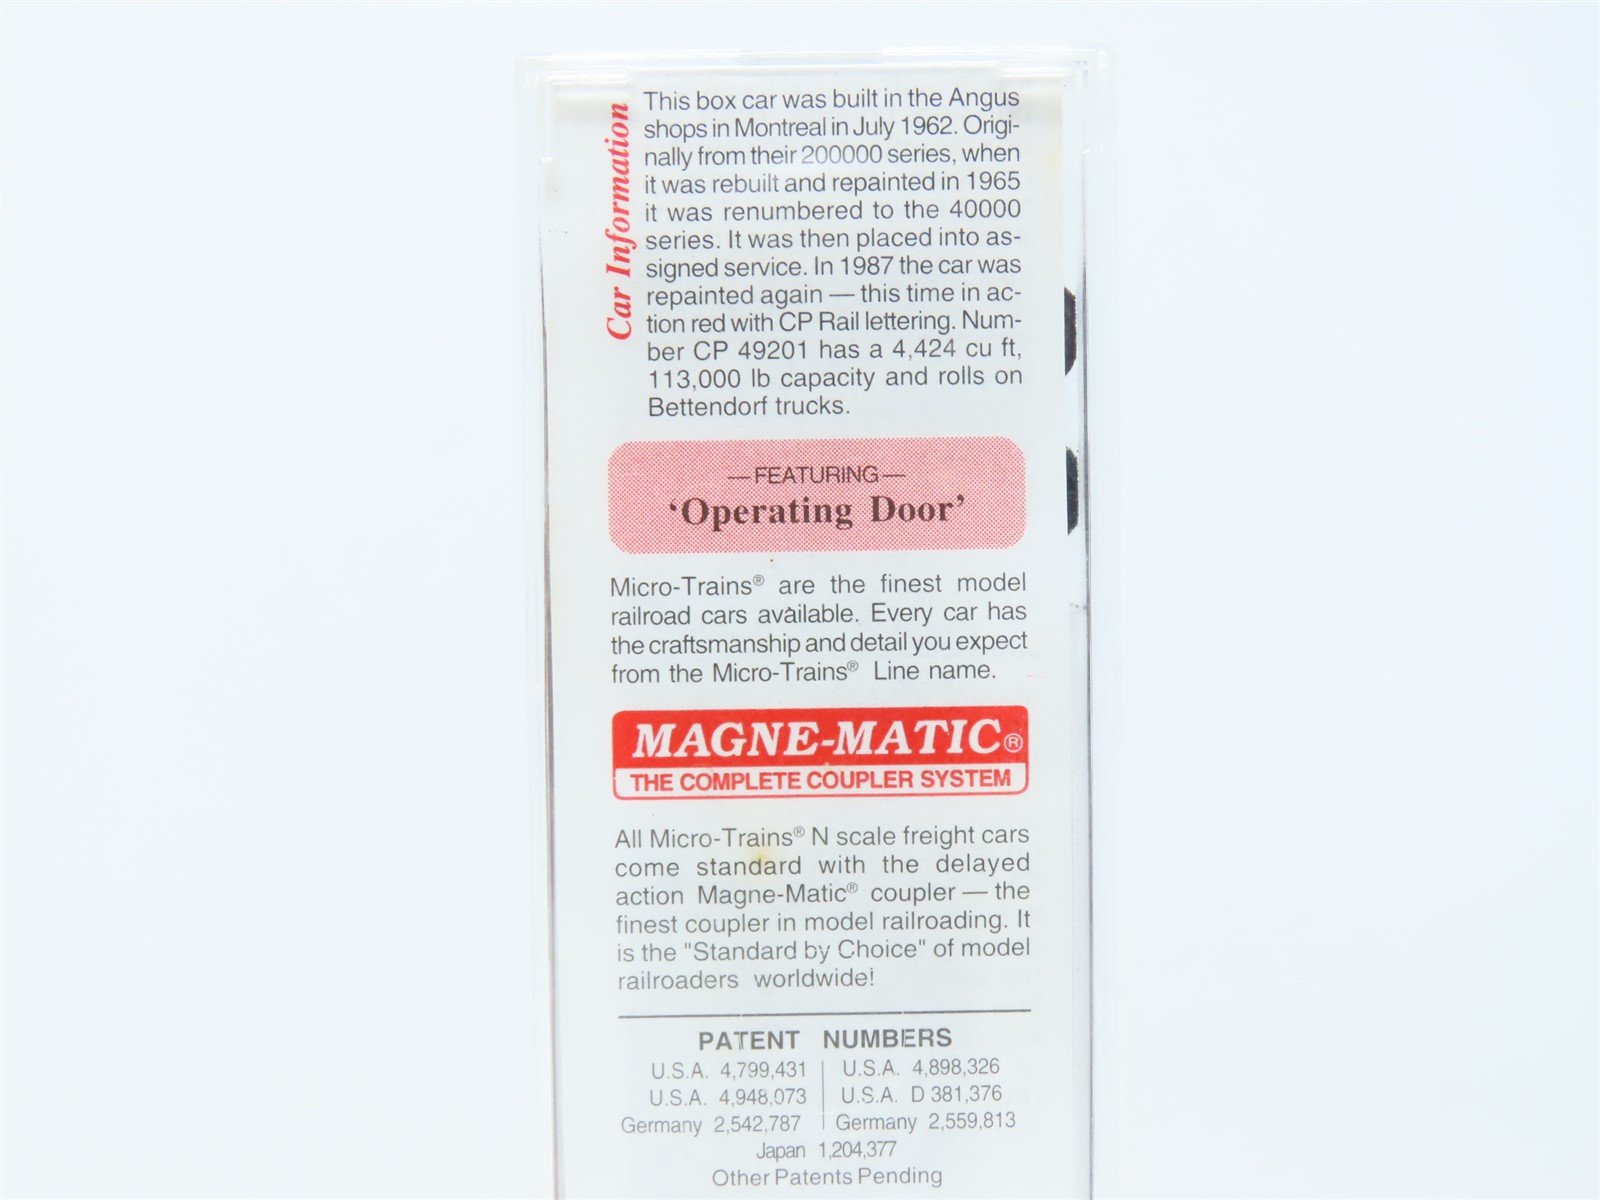 Car Information
This box car was built in the Angus
shops in Montreal in July 1962. Origi-
nally from their 200000 series, when
it was rebuilt and repainted in 1965
it was renumbered to the 40000
series. It was then placed into as-
signed service. In 1987 the car was
repainted again — this time in ac-
tion red with CP Rail lettering. Num-
ber CP 49201 has a 4,424 cu ft,
113,000 lb capacity and rolls on
Bettendorf trucks.
—FEATURING—
‘Operating Door’
Micro-Trains® are the finest model
railroad cars available. Every car has
the craftsmanship and detail you expect
from the Micro-Trains® Line name.
MAGNE-MATIC®
THE COMPLETE COUPLER SYSTEM
All Micro-Trains® N scale freight cars
come standard with the delayed
action Magne-Matic® coupler — the
finest coupler in model railroading. It
is the "Standard by Choice" of model
railroaders worldwide!
PATENT NUMBERS
U.S.A. 4,799,431 | U.S.A. 4,898,326
U.S.A. 4,948,073 | U.S.A. D 381,376
Germany 2,542,787 | Germany 2,559,813
Japan 1,204,377
Other Patents Pending